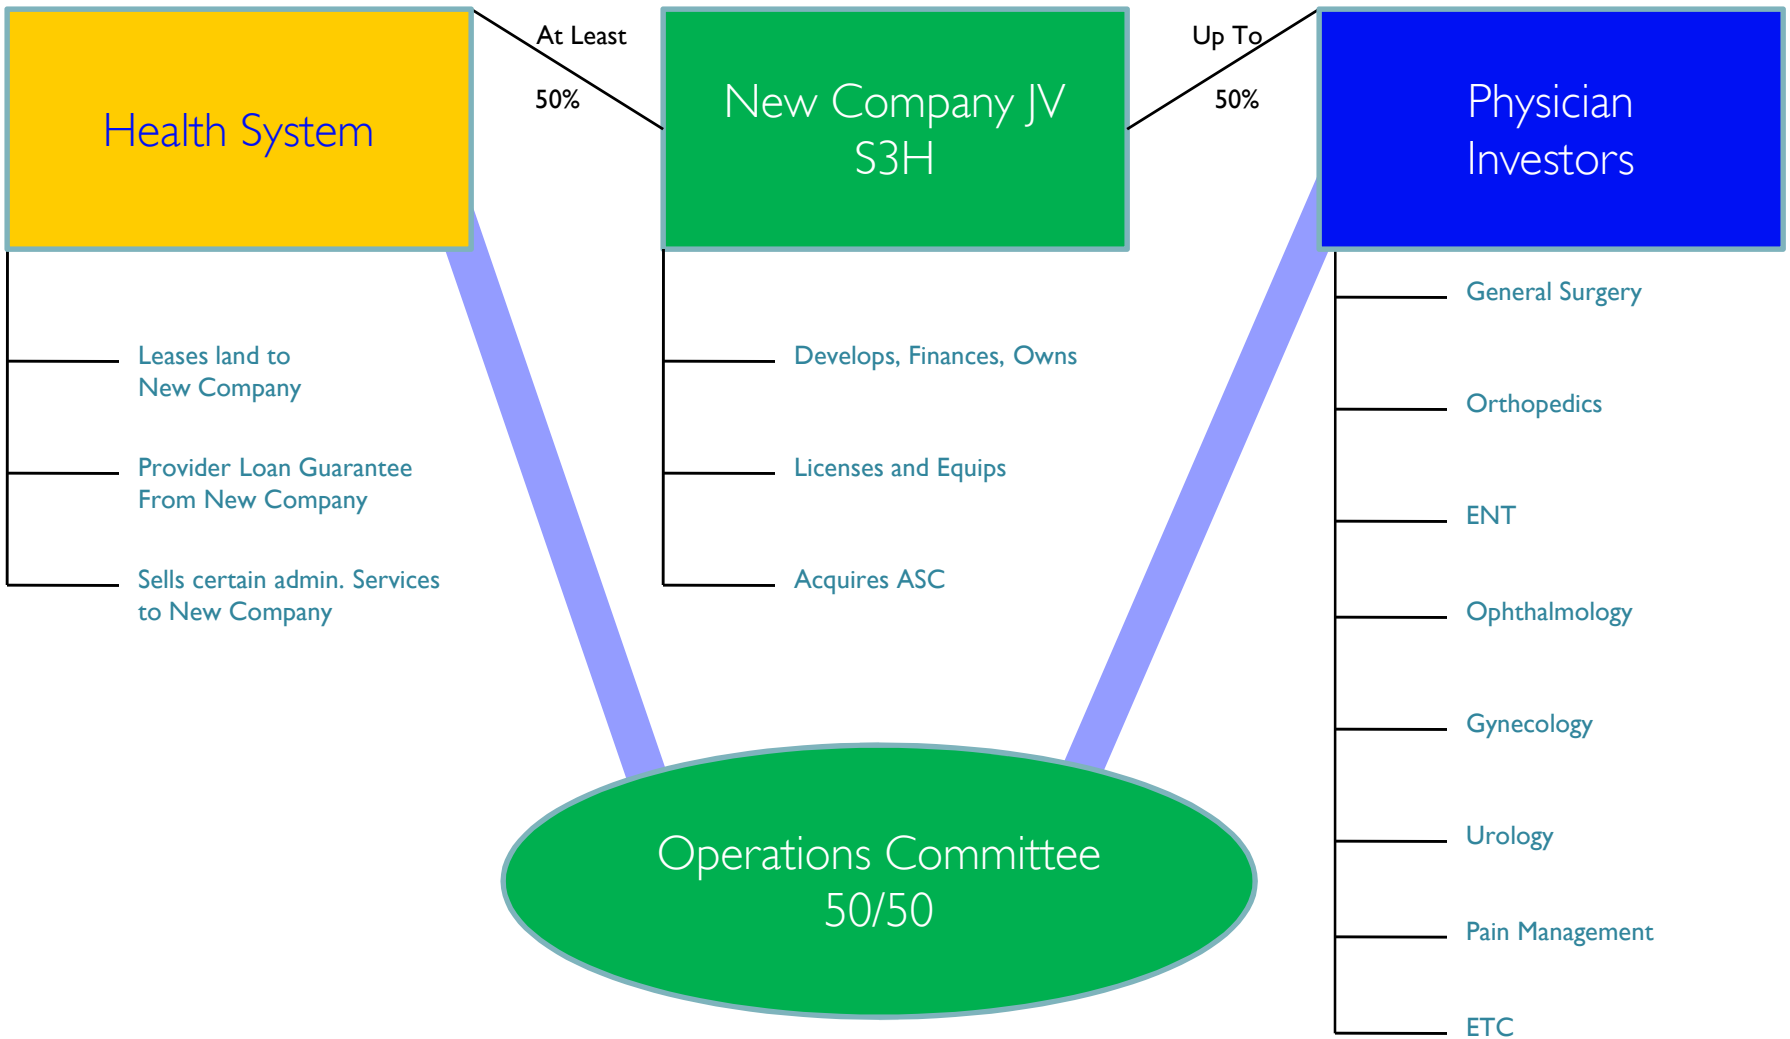 Health System
At Least
50%
New Company JV
S3H
Up To
50%
Physician
Investors
Leases land to
New Company
Provider Loan Guarantee
From New Company
Sells certain admin. Services
to New Company
Develops, Finances, Owns
Licenses and Equips
Acquires ASC
General Surgery
Orthopedics
ENT
Ophthalmology
Gynecology
Urology
Pain Management
ETC
Operations Committee
50/50